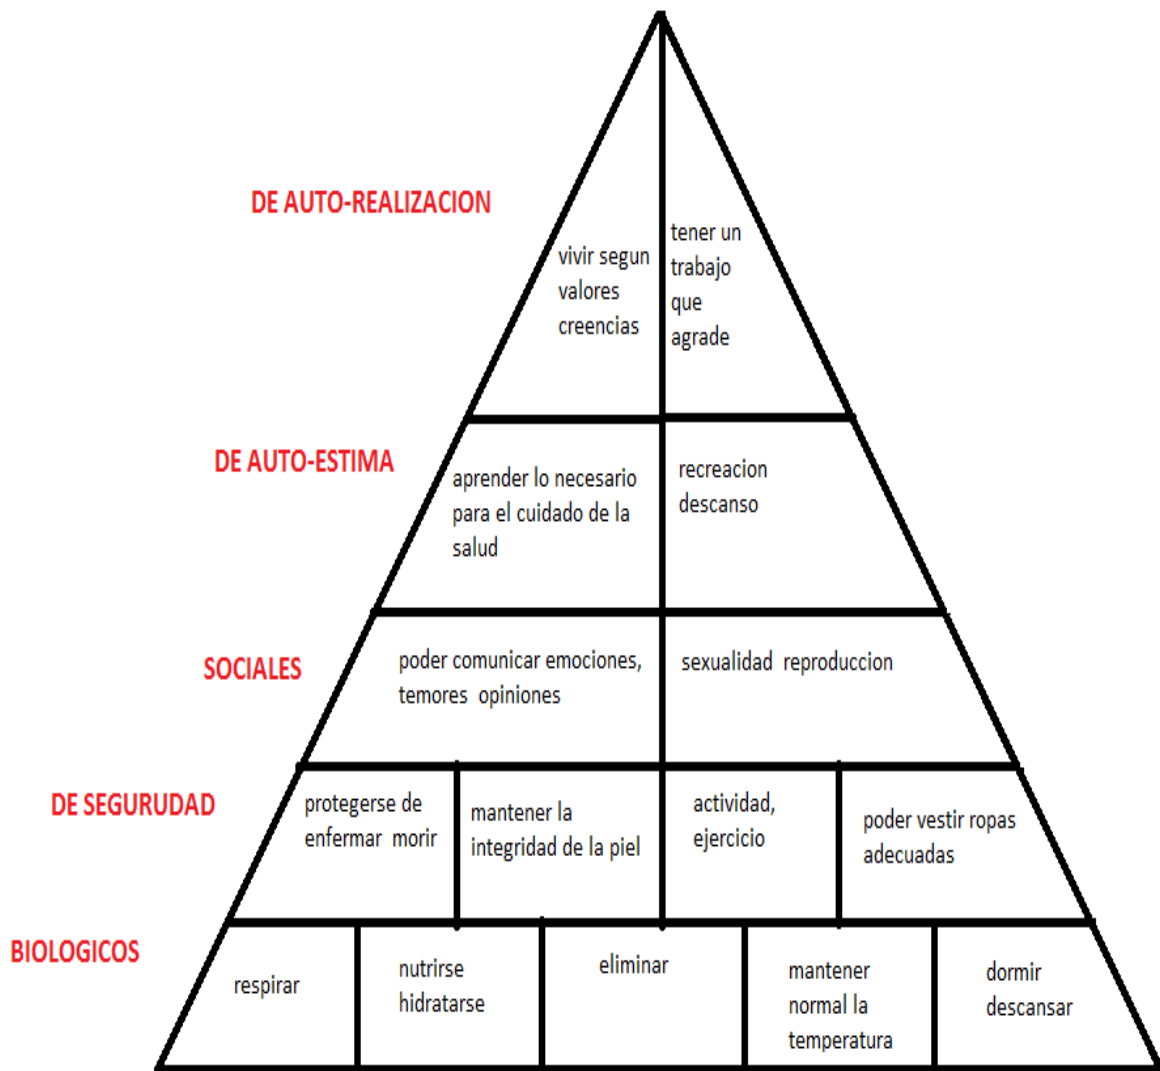 DE AUTO-REALIZACION
vivir segun
valores
creencias
tener un
trabajo
que
agrade
DE AUTO-ESTIMA
aprender lo necesario
para el cuidado de la
salud
recreacion
descanso
SOCIALES
poder comunicar emociones,
temores opiniones
sexualidad reproduccion
DE SEGURUDAD
protegerse de
enfermar morir
mantener la
integridad de la piel
actividad,
ejercicio
poder vestir ropas
adecuadas
BIOLOGICOS
respirar
nutrirse
hidratarse
eliminar
mantener
normal la
temperatura
dormir
descansar